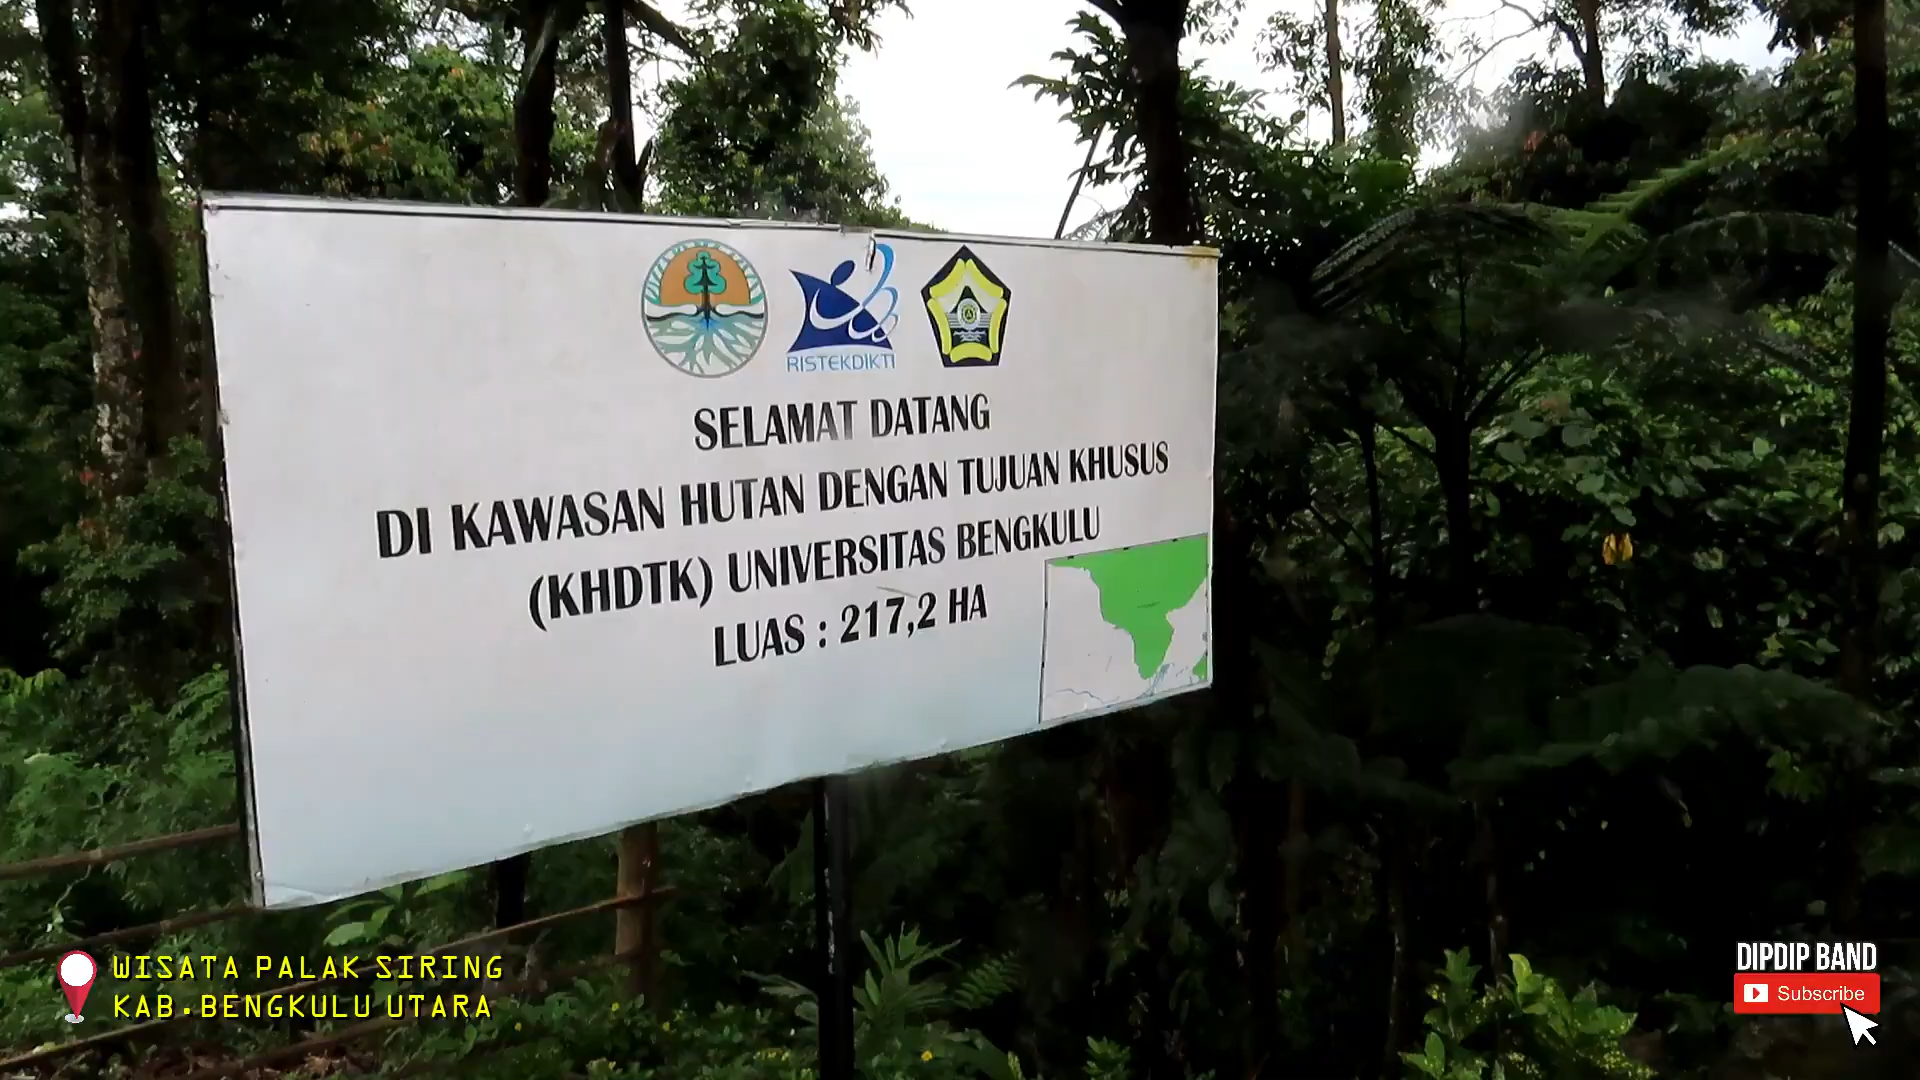 RISTEKDIKTI
SELAMAT DATANG
DI KAWASAN HUTAN DENGAN TUJUAN KHUSUS
(KHDTK) UNIVERSITAS BENGKULU
LUAS : 217,2 HA
WISATA PALAK SIRING
KAB.BENGKULU UTARA
DIPDIP BAND
Subscribe